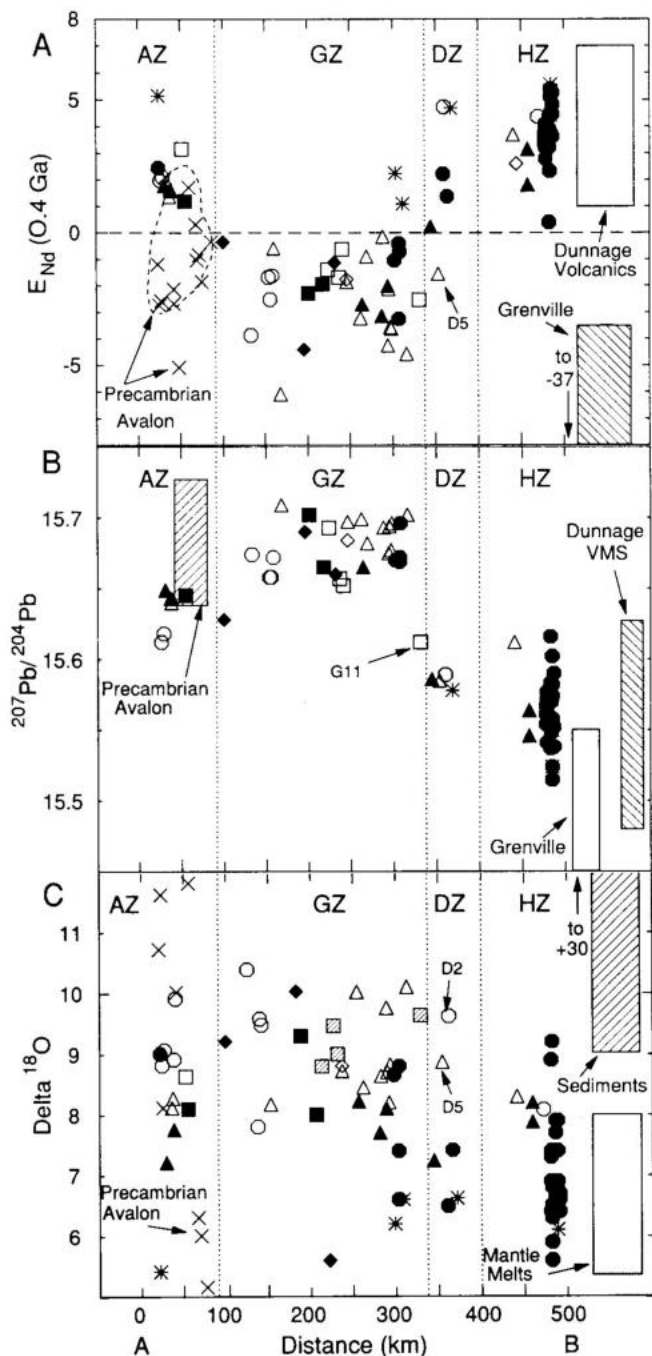 A
AZ
GZ
DZ
HZ
8
5
0
-5
E Nd (0.4 Ga)
Dunnage
Volcanics
Grenville
to
-37
D5
Precambrian
Avalon
B
AZ
GZ
DZ
HZ
15.7
15.6
15.5
207Pb/ 204Pb
Dunnage
VMS
Precambrian
Avalon
G11
Grenville
C
AZ
GZ
DZ
HZ
to
+30
11
10
9
8
7
6
Delta 18O
D2
D5
Sediments
Precambrian
Avalon
Mantle
Melts
0
100
200
300
400
500
A
Distance (km)
B